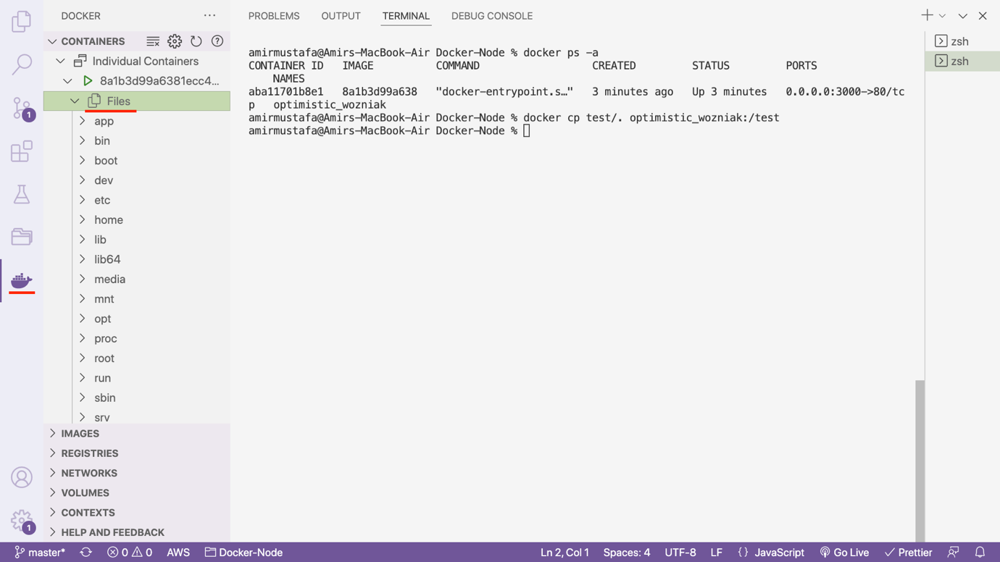 DOCKER
PROBLEMS OUTPUT TERMINAL DEBUG CONSOLE
CONTAINERS
Individual Containers
8a1b3d99a6381ecc4...
Files
app
bin
boot
dev
etc
home
lib
lib64
media
mnt
opt
proc
root
run
sbin
srv
IMAGES
REGISTRIES
NETWORKS
VOLUMES
CONTEXTS
HELP AND FEEDBACK
1
1
amirmustafa@Amirs-MacBook-Air Docker-Node % docker ps -a
CONTAINER ID IMAGE COMMAND CREATED STATUS PORTS
NAMES
aba11701b8e1 8a1b3d99a638 "docker-entrypoint.s…" 3 minutes ago Up 3 minutes 0.0.0.0:3000->80/tc
p optimistic_wozniak
amirmustafa@Amirs-MacBook-Air Docker-Node % docker cp test/. optimistic_wozniak:/test
amirmustafa@Amirs-MacBook-Air Docker-Node %
zsh
zsh
master* 0 0 AWS Docker-Node Ln 2, Col 1 Spaces: 4 UTF-8 LF {} JavaScript Go Live Prettier